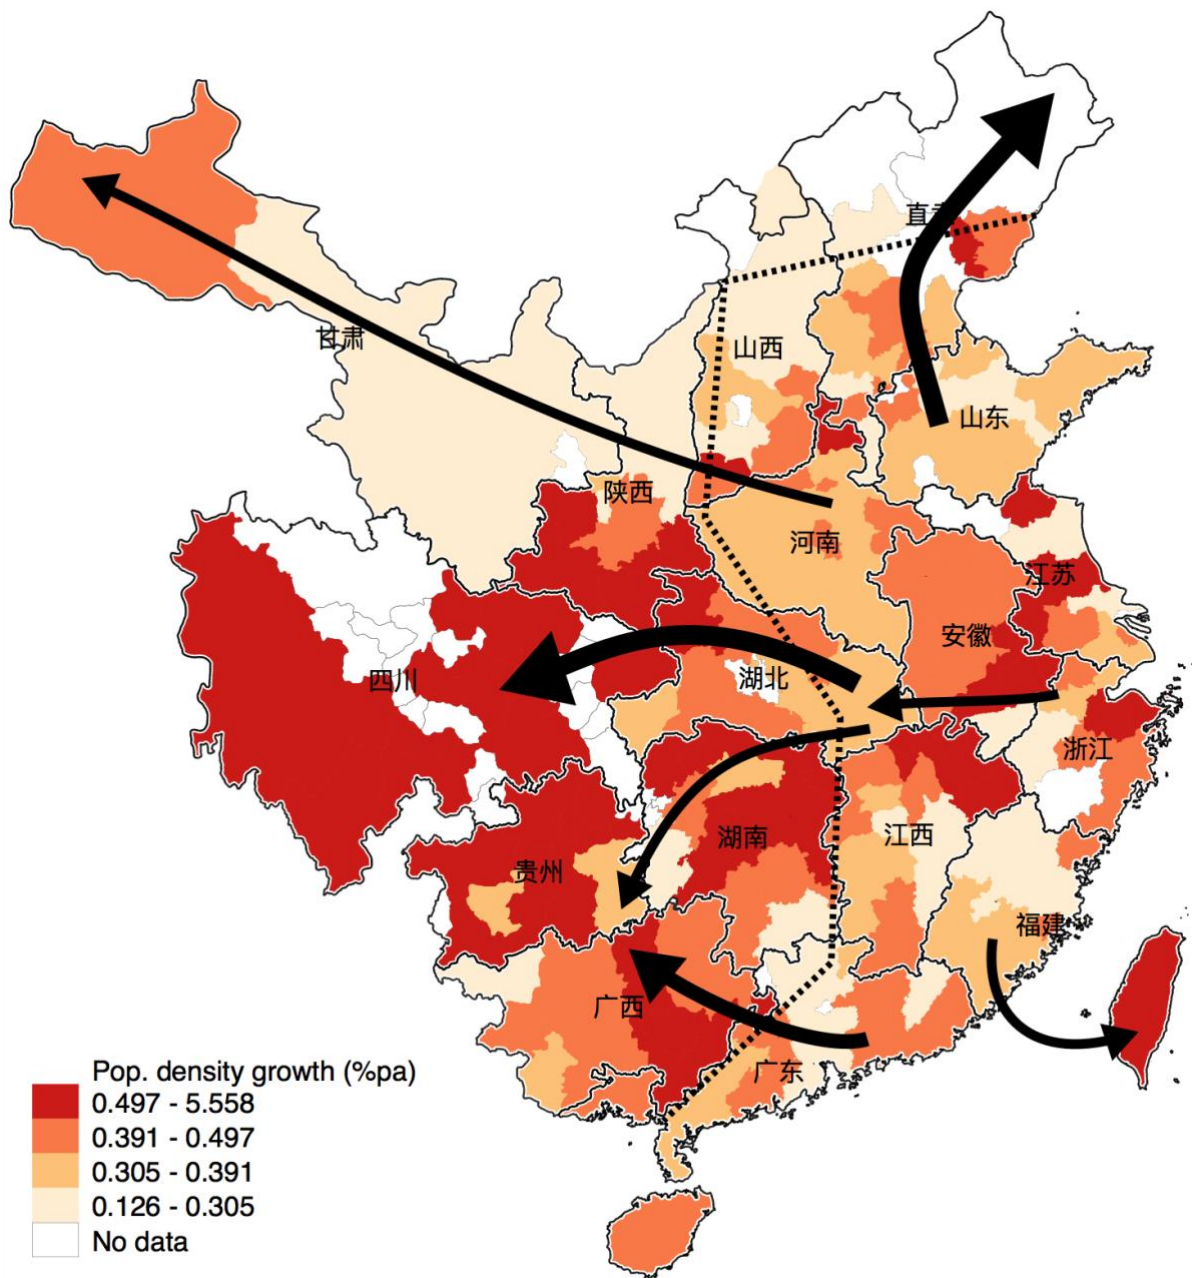 直隶
甘肃
山西
山东
陕西
河南
江苏
安徽
四川
湖北
浙江
湖南
江西
贵州
福建
广西
广东
Pop. density growth (%pa)
0.497 - 5.558
0.391 - 0.497
0.305 - 0.391
0.126 - 0.305
No data